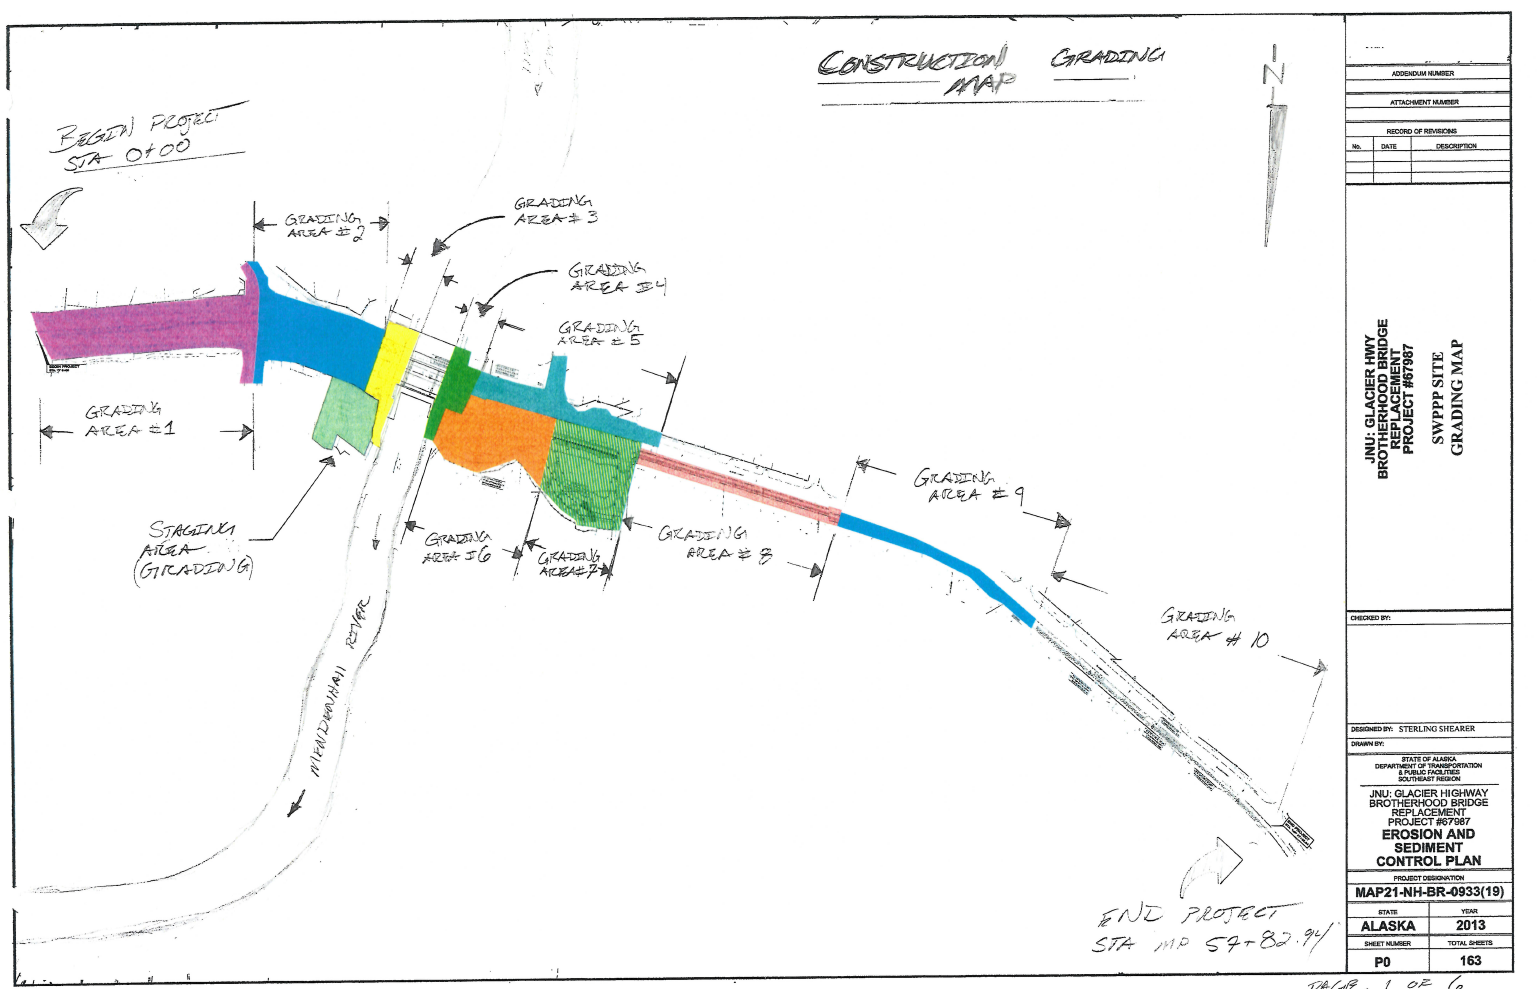 CONSTRUCTION GRADING
MAP
-N-
BEGIN PROJECT
STA 0+00
GRADING
AREA #2
GRADING
AREA #3
GRADING
AREA #4
GRADING
AREA #5
BEGIN PROJECT
GRADING
AREA #1
STAGING
AREA
(GRADING)
GRADING
AREA #6
GRADING
AREA #7
GRADING
AREA #8
GRADING
AREA #9
GRADING
AREA #10
MENDENHALL RIVER
END PROJECT
STA MP 57+82.94
ADDENDUM NUMBER
ATTACHMENT NUMBER
RECORD OF REVISIONS
No. DATE DESCRIPTION
JNU: GLACIER HWY
BROTHERHOOD BRIDGE
REPLACEMENT
PROJECT #67987
SWPPP SITE
GRADING MAP
CHECKED BY:
DESIGNED BY: STERLING SHEARER
DRAWN BY:
STATE OF ALASKA
DEPARTMENT OF TRANSPORTATION
& PUBLIC FACILITIES
SOUTHEAST REGION
JNU: GLACIER HIGHWAY
BROTHERHOOD BRIDGE
REPLACEMENT
PROJECT #67987
EROSION AND
SEDIMENT
CONTROL PLAN
PROJECT DESIGNATION
MAP21-NH-BR-0933(19)
STATE YEAR
ALASKA 2013
SHEET NUMBER TOTAL SHEETS
P0 163
PAGE 1 OF 6